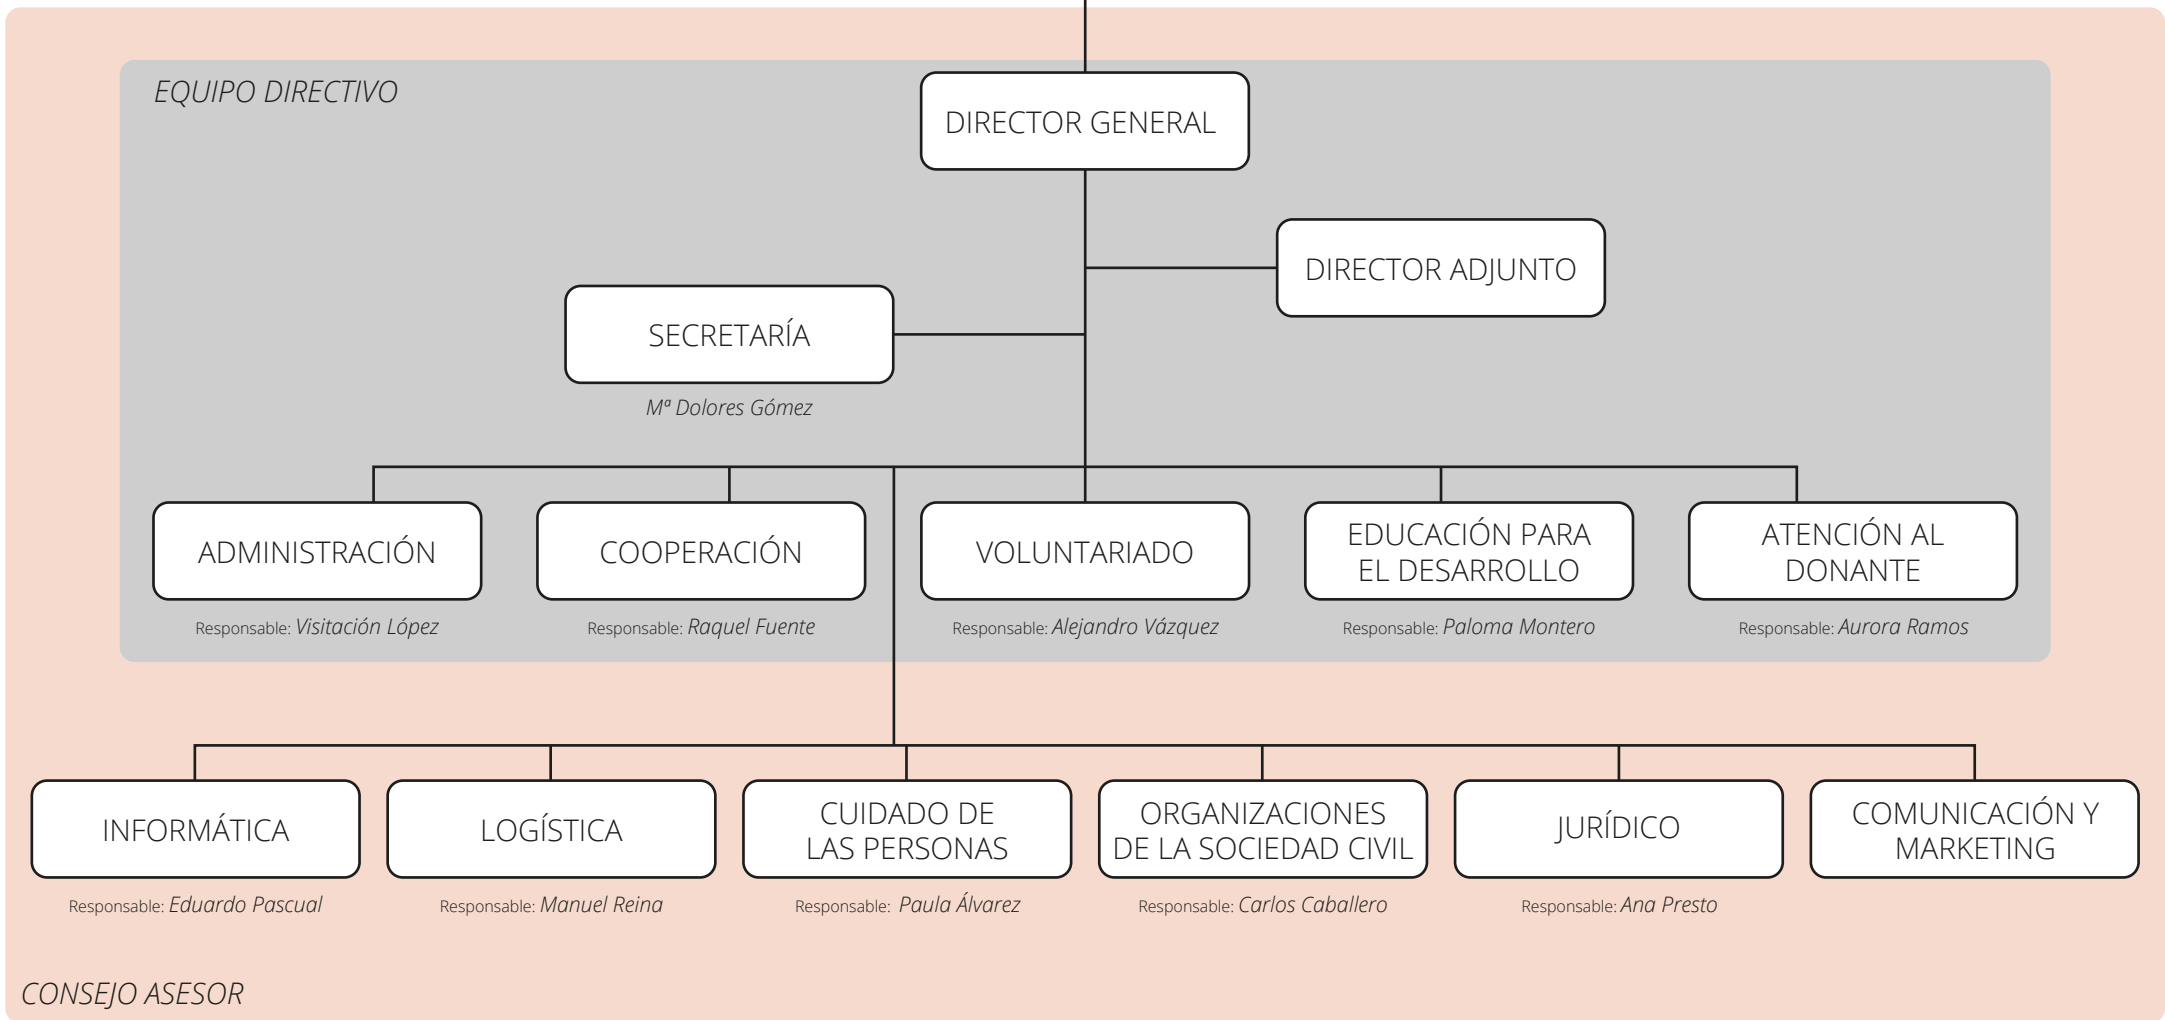 EQUIPO DIRECTIVO
DIRECTOR GENERAL
DIRECTOR ADJUNTO
SECRETARÍA
Mª Dolores Gómez
ADMINISTRACIÓN
Responsable: Visitación López
COOPERACIÓN
Responsable: Raquel Fuente
VOLUNTARIADO
Responsable: Alejandro Vázquez
EDUCACIÓN PARA
EL DESARROLLO
Responsable: Paloma Montero
ATENCIÓN AL
DONANTE
Responsable: Aurora Ramos
INFORMÁTICA
Responsable: Eduardo Pascual
LOGÍSTICA
Responsable: Manuel Reina
CUIDADO DE
LAS PERSONAS
Responsable: Paula Álvarez
ORGANIZACIONES
DE LA SOCIEDAD CIVIL
Responsable: Carlos Caballero
JURÍDICO
Responsable: Ana Presto
COMUNICACIÓN Y
MARKETING
CONSEJO ASESOR